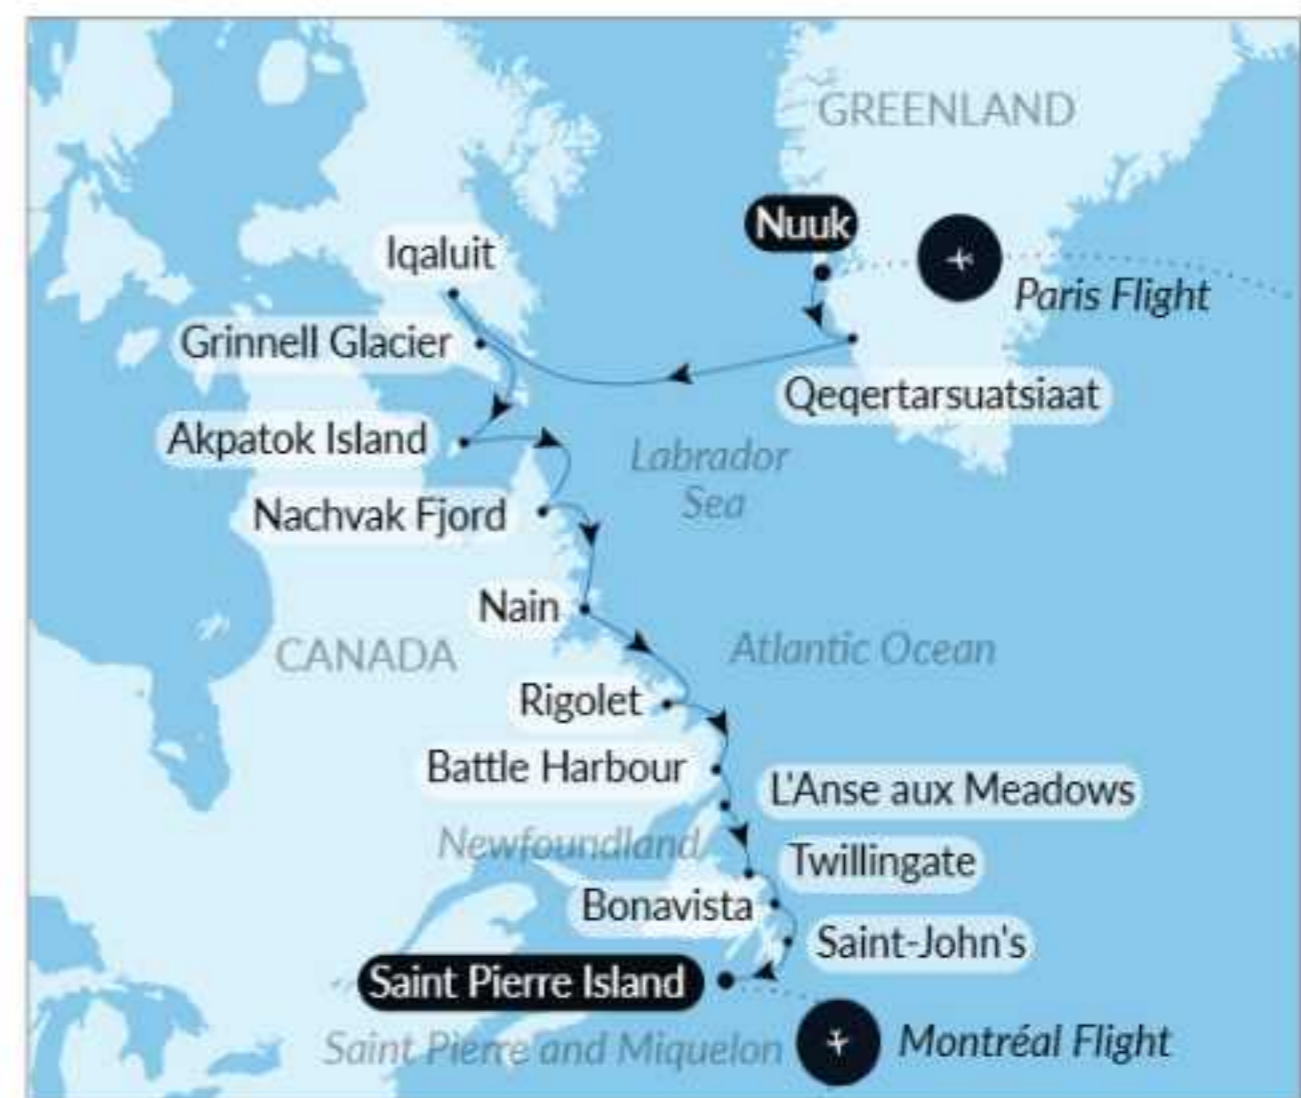 GREENLAND
Nuuk
Iqaluit
Paris Flight
Grinnell Glacier
Qeqertarsuatsiaat
Akpatok Island
Labrador
Sea
Nachvak Fjord
Nain
CANADA
Atlantic Ocean
Rigolet
Battle Harbour
L'Anse aux Meadows
Newfoundland
Twillingate
Bonavista
Saint-John's
Saint Pierre Island
Saint Pierre and Miquelon
Montréal Flight